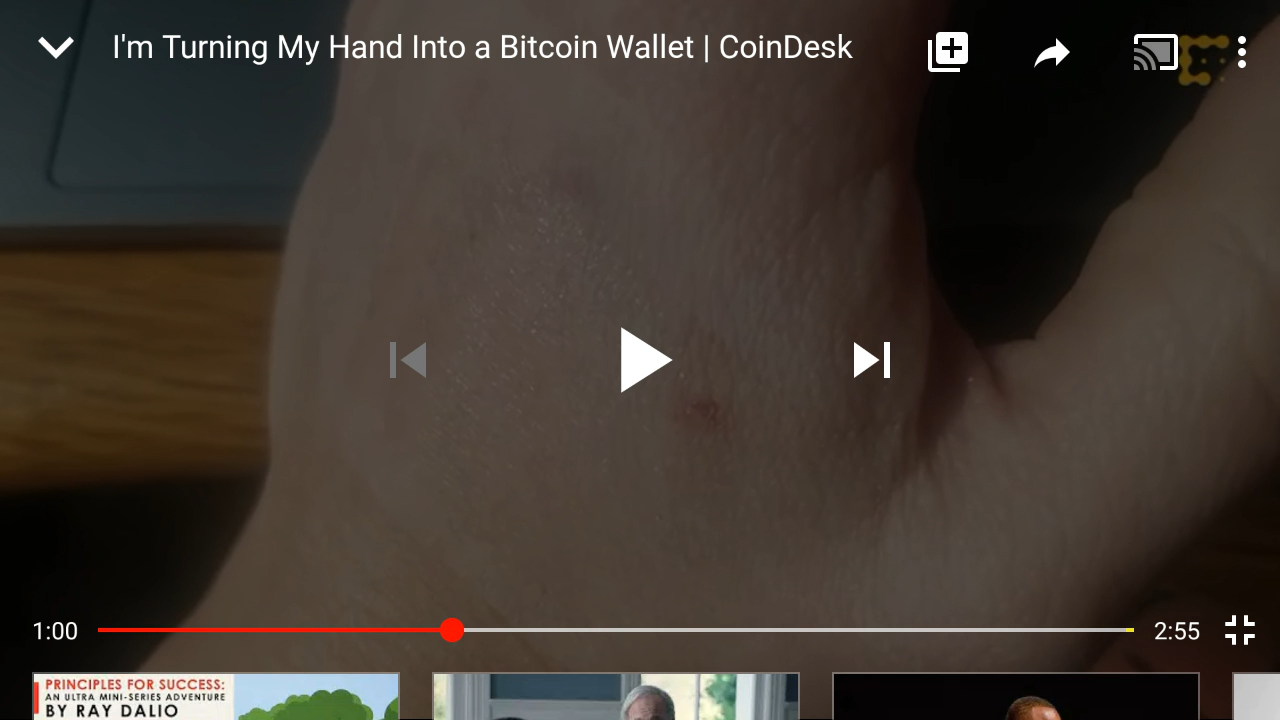 I'm Turning My Hand Into a Bitcoin Wallet | CoinDesk
1:00
2:55
PRINCIPLES FOR SUCCESS:
AN ULTRA MINI-SERIES ADVENTURE
BY RAY DALIO